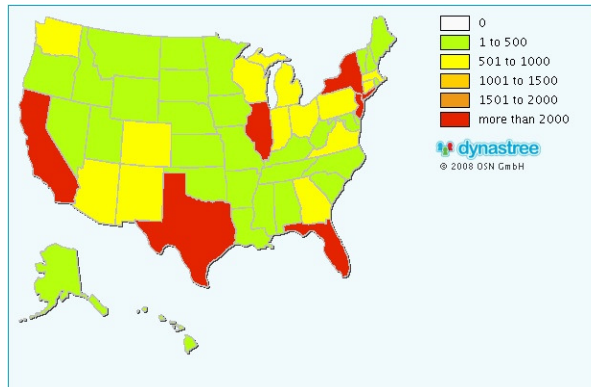 0
1 to 500
501 to 1000
1001 to 1500
1501 to 2000
more than 2000
dynastree
© 2008 OSN GmbH